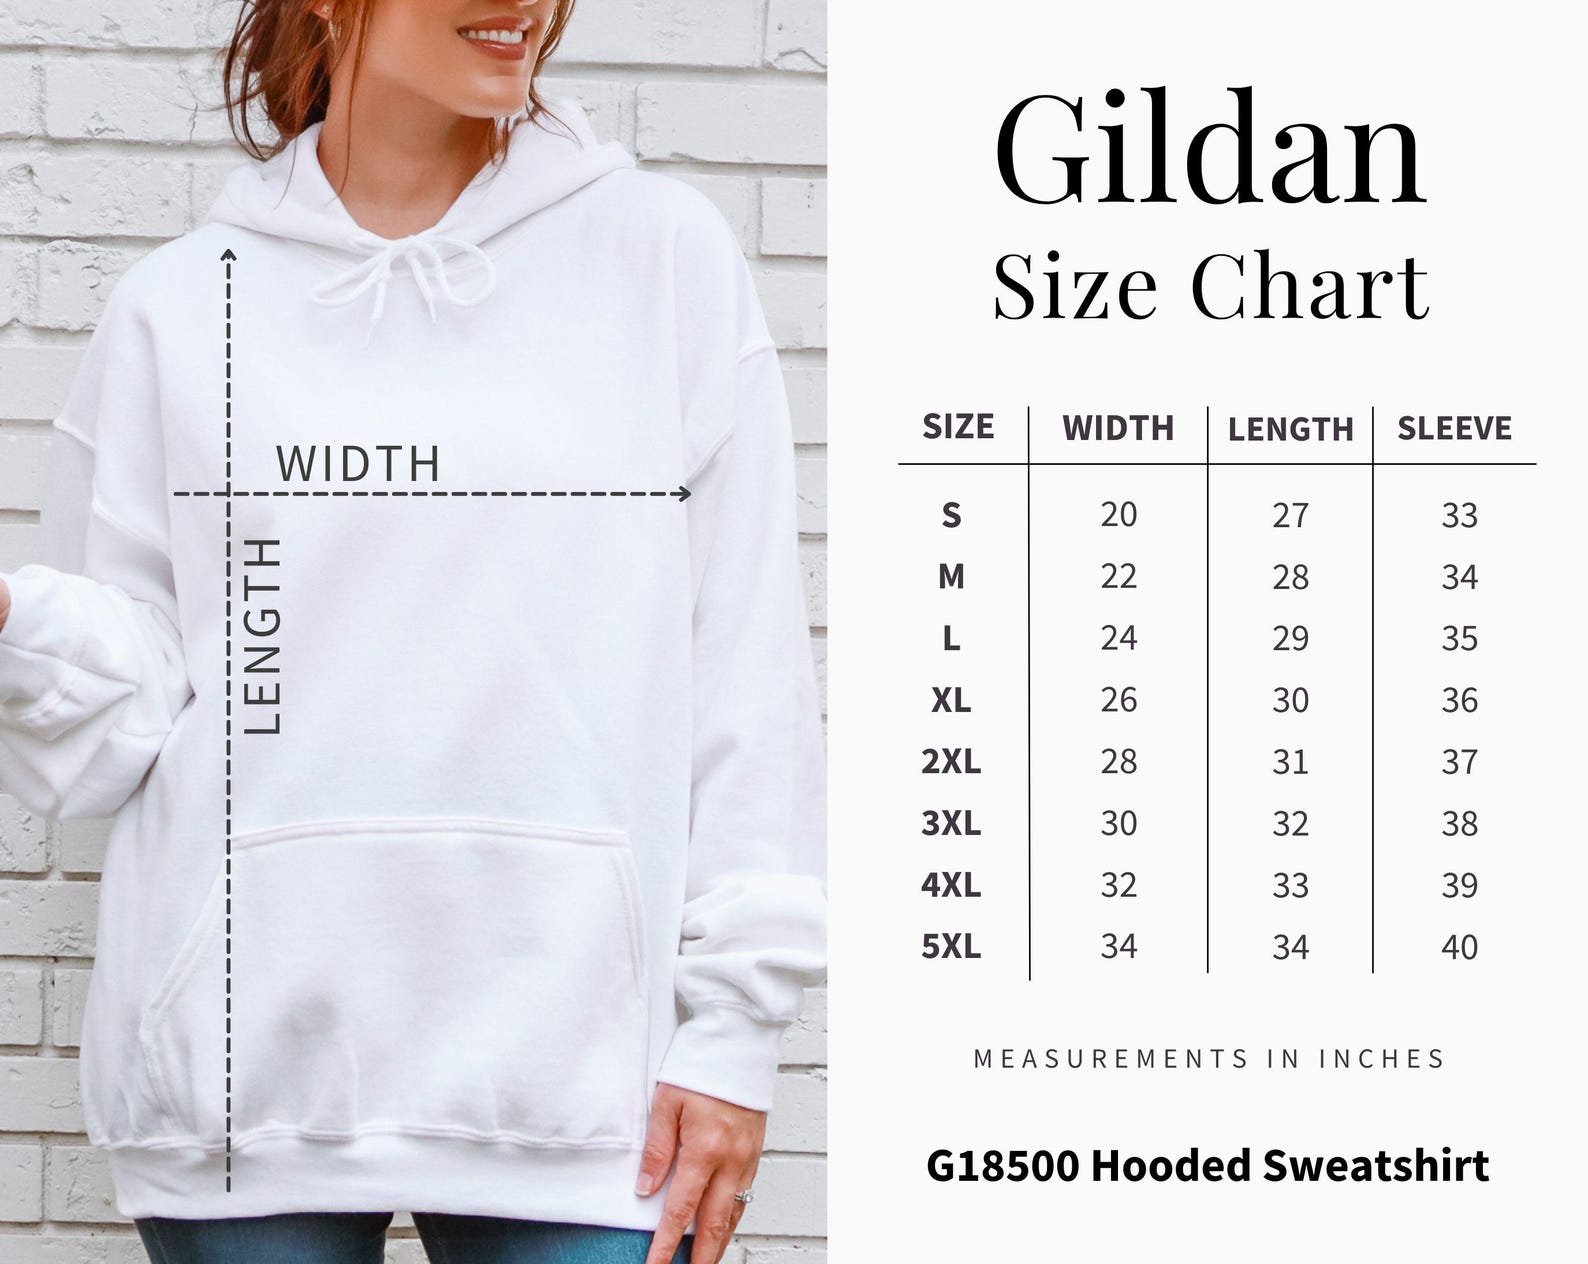 WIDTH
LENGTH
Gildan
Size Chart
SIZE WIDTH LENGTH SLEEVE
S 20 27 33
M 22 28 34
L 24 29 35
XL 26 30 36
2XL 28 31 37
3XL 30 32 38
4XL 32 33 39
5XL 34 34 40
MEASUREMENTS IN INCHES
G18500 Hooded Sweatshirt